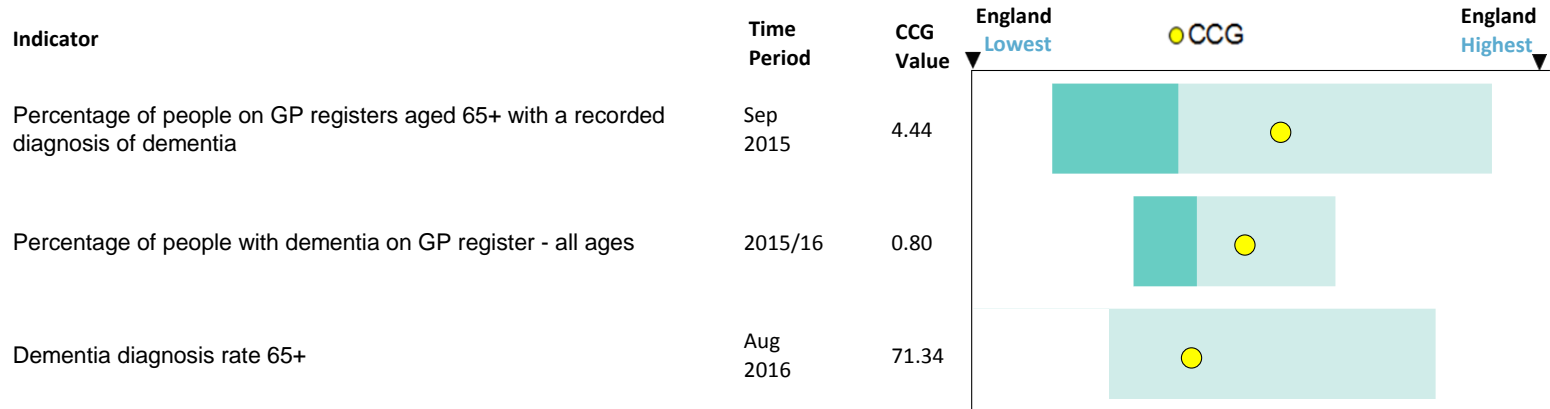 Indicator
Time
Period
CCG
Value
England
Lowest
CCG
England
Highest
Percentage of people on GP registers aged 65+ with a recorded
diagnosis of dementia
Sep
2015
4.44
Percentage of people with dementia on GP register - all ages
2015/16
0.80
Dementia diagnosis rate 65+
Aug
2016
71.34